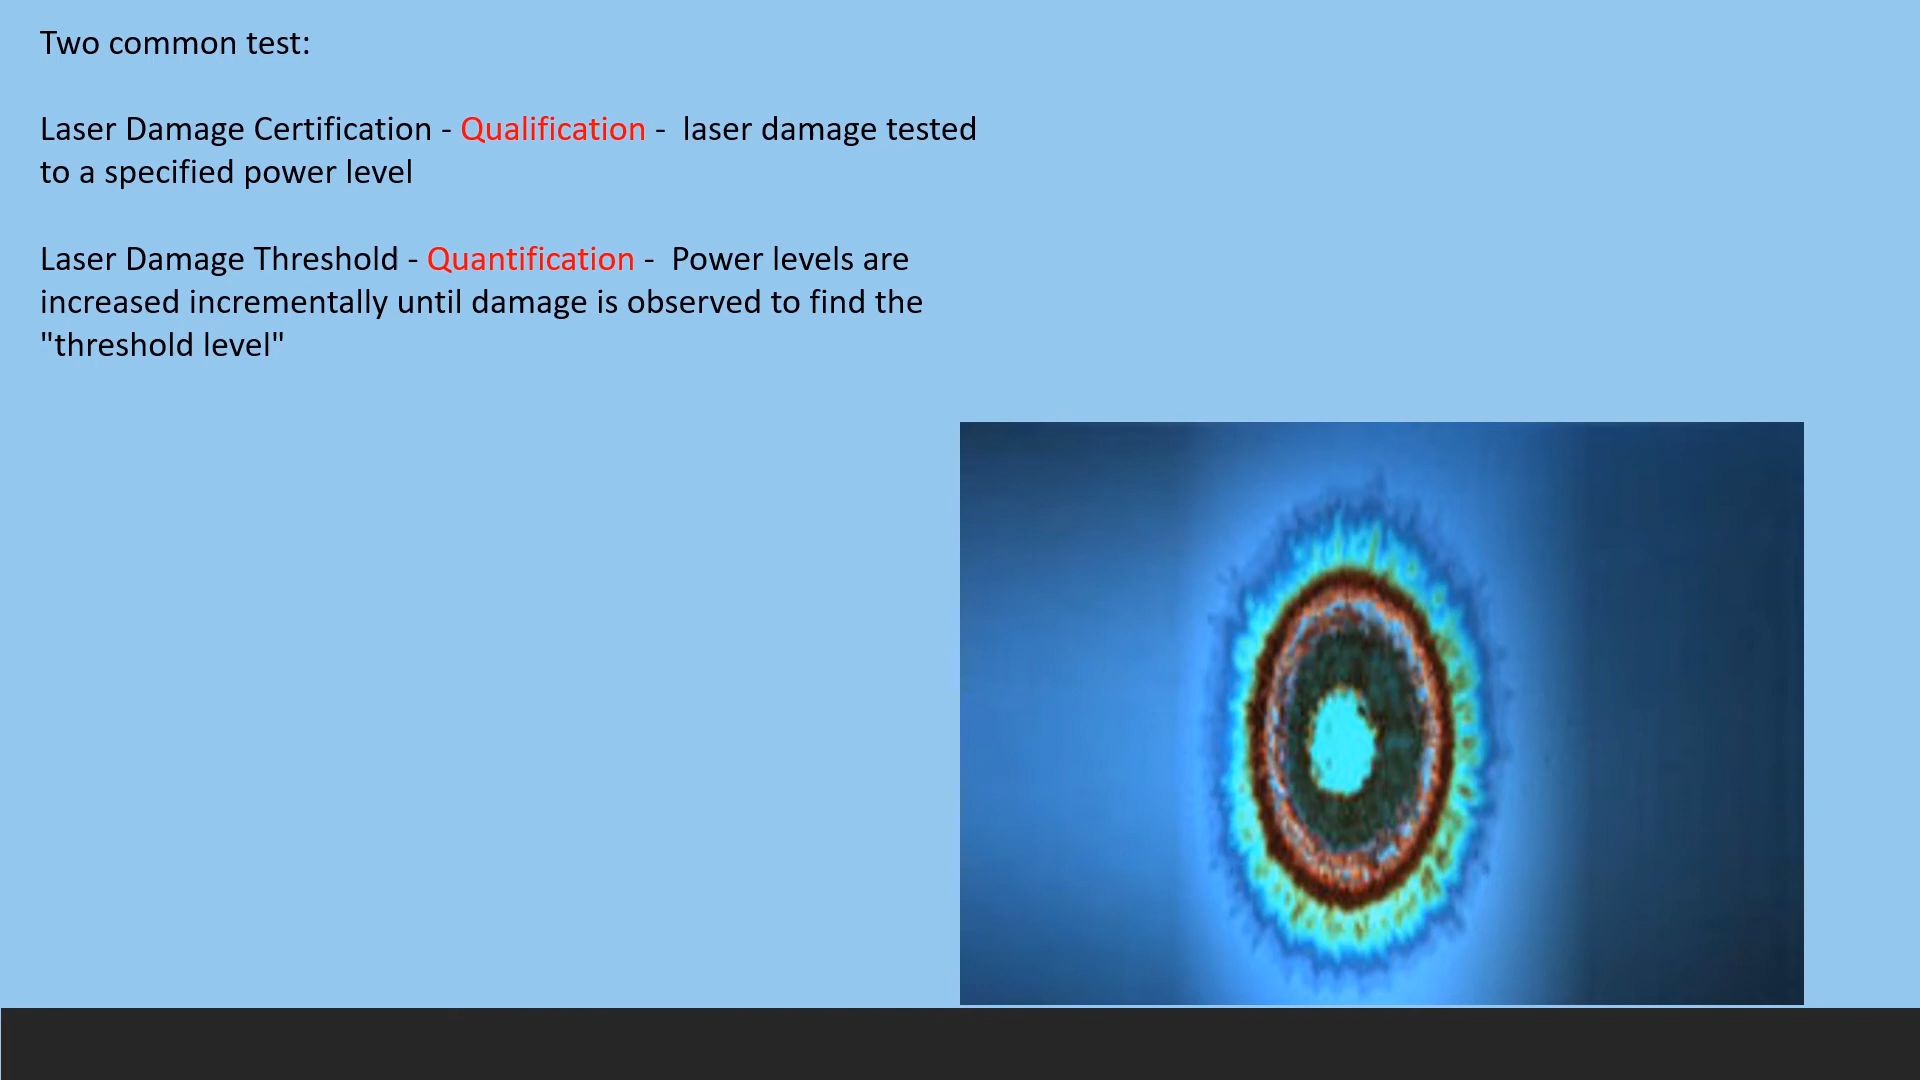 Two common test:
Laser Damage Certification - Qualification -  laser damage tested
to a specified power level
Laser Damage Threshold - Quantification -  Power levels are
increased incrementally until damage is observed to find the
"threshold level"